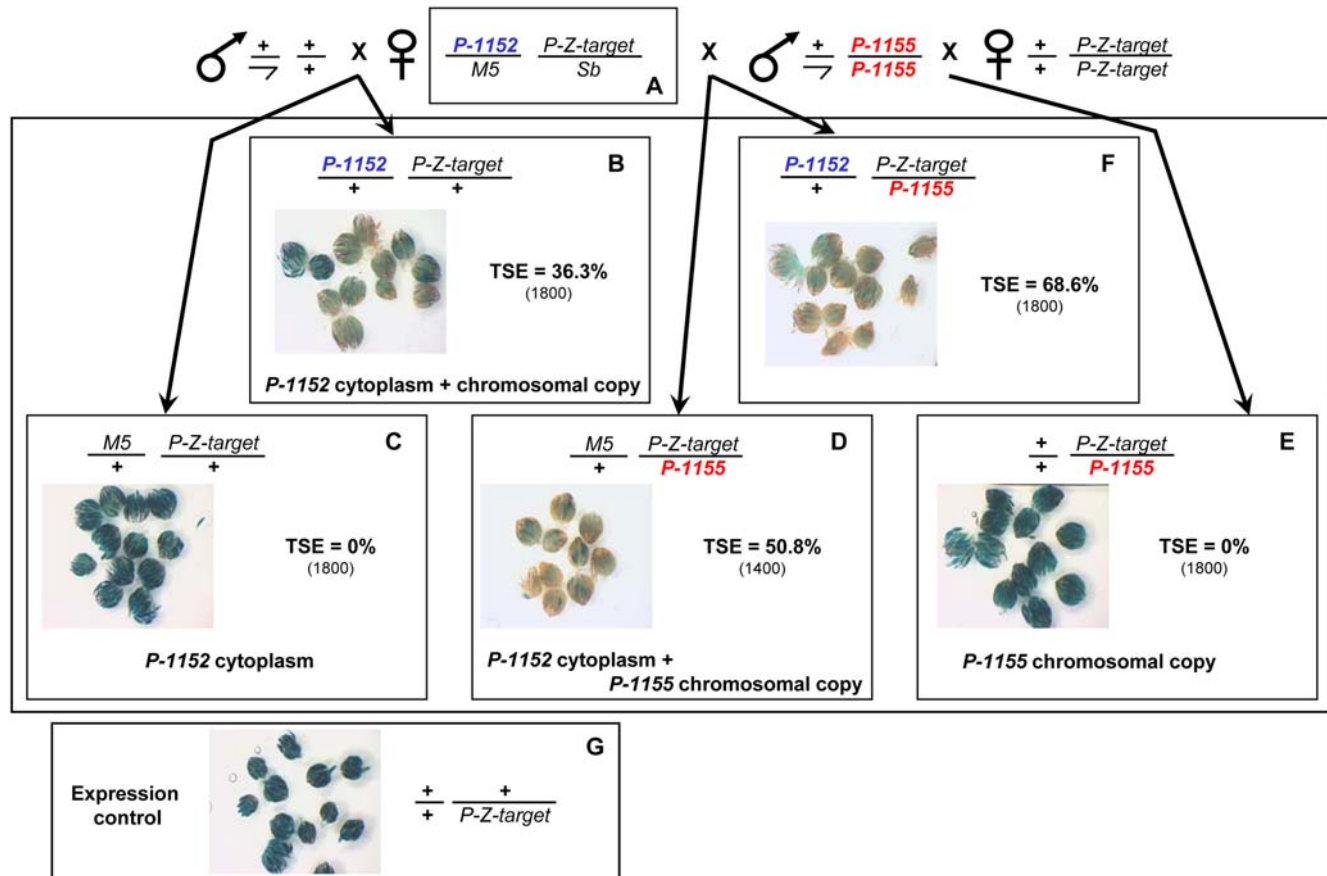 + + X P-1152 P-Z-target X + P-1155 X + P-Z-target
+ M5 Sb P-1155 + P-Z-target
A
P-1152 P-Z-target B
+ +
TSE = 36.3%
(1800)
P-1152 cytoplasm + chromosomal copy
P-1152 P-Z-target F
+ P-1155
TSE = 68.6%
(1800)
M5 P-Z-target C
+ +
TSE = 0%
(1800)
P-1152 cytoplasm
M5 P-Z-target D
+ P-1155
TSE = 50.8%
(1400)
P-1152 cytoplasm +
P-1155 chromosomal copy
+ P-Z-target E
+ P-1155
TSE = 0%
(1800)
P-1155 chromosomal copy
G
Expression
control
+ +
+ P-Z-target